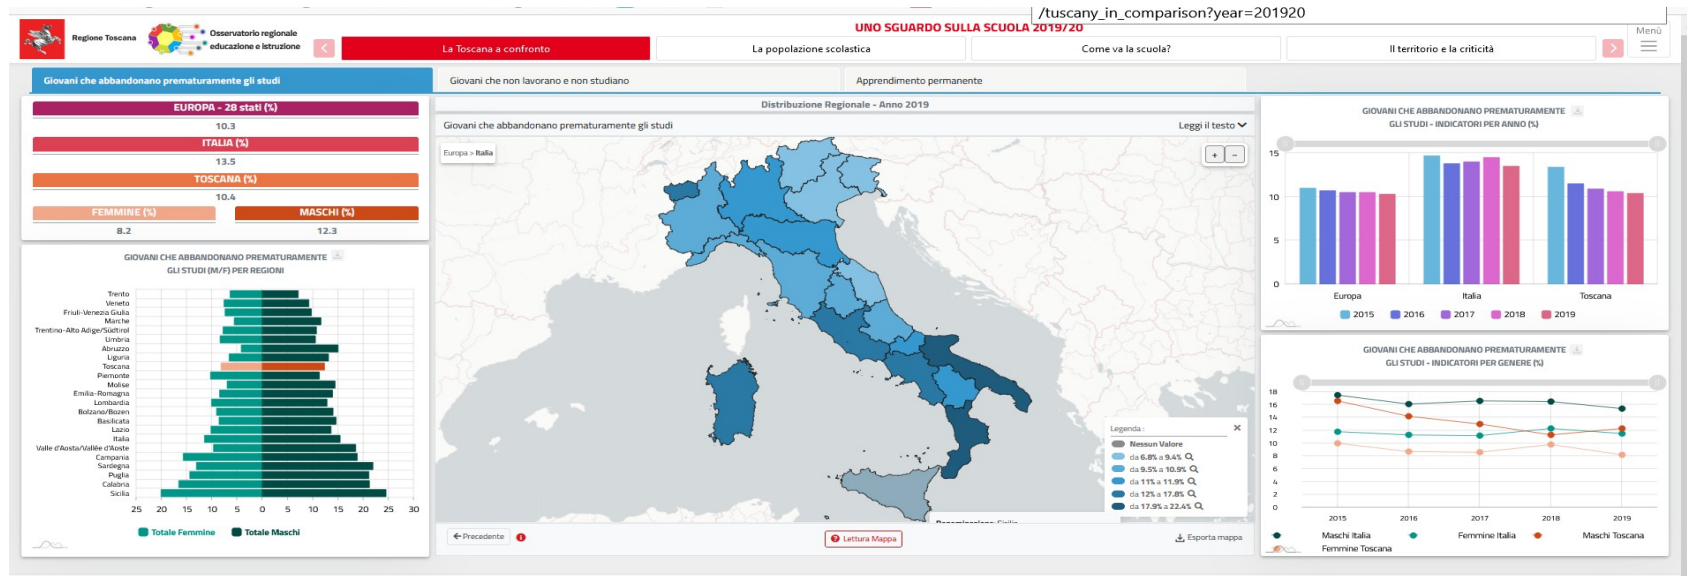 /tuscany_in_comparison?year=201920
UNO SGUARDO SULLA SCUOLA 2019/20
Regione Toscana
Osservatorio regionale
educazione e istruzione
La Toscana a confronto
La popolazione scolastica
Come va la scuola?
Il territorio e la criticità
Menù
Giovani che abbandonano prematuramente gli studi
Giovani che non lavorano e non studiano
Apprendimento permanente
EUROPA - 28 stati (%)
10.3
ITALIA (%)
13.5
TOSCANA (%)
10.4
FEMMINE (%)
MASCHI (%)
8.2
12.3
GIOVANI CHE ABBANDONANO PREMATURAMENTE
GLI STUDI (M/F) PER REGIONI
Trento
Veneto
Friuli-Venezia Giulia
Marche
Trentino-Alto Adige/Südtirol
Umbria
Abruzzo
Liguria
Toscana
Piemonte
Molise
Emilia-Romagna
Lombardia
Bolzano/Bozen
Basilicata
Lazio
Italia
Valle d'Aosta/Vallée d'Aoste
Campania
Sardegna
Puglia
Calabria
Sicilia
25 20 15 10 5 0 5 10 15 20 25 30
Totale Femmine Totale Maschi
Distribuzione Regionale - Anno 2019
Giovani che abbandonano prematuramente gli studi
Leggi il testo
Europa > Italia
+ -
Legenda :
Nessun Valore
da 6.8% a 9.4%
da 9.5% a 10.9%
da 11% a 11.9%
da 12% a 17.8%
da 17.9% a 22.4%
Denominazione: Sicilia
Precedente
Lettura Mappa
Esporta mappa
GIOVANI CHE ABBANDONANO PREMATURAMENTE
GLI STUDI - INDICATORI PER ANNO (%)
15
10
5
0
Europa Italia Toscana
2015 2016 2017 2018 2019
GIOVANI CHE ABBANDONANO PREMATURAMENTE
GLI STUDI - INDICATORI PER GENERE (%)
18
16
14
12
10
8
6
4
2
0
2015 2016 2017 2018 2019
Maschi Italia Femmine Italia Maschi Toscana
Femmine Toscana